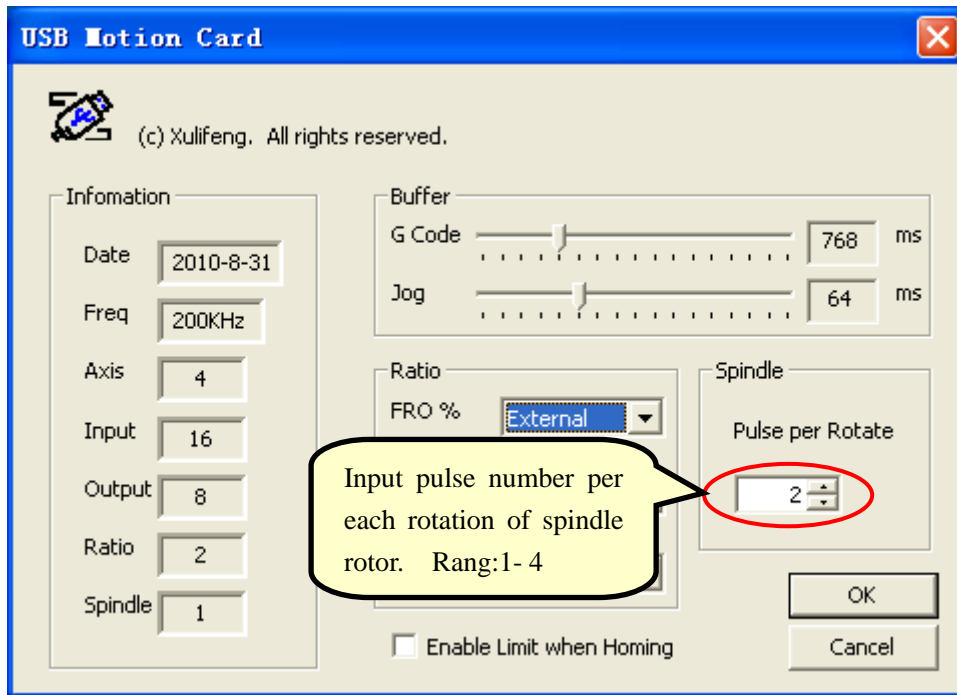 USB Motion Card
(c) Xulifeng. All rights reserved.
Infomation
Date 2010-8-31
Freq 200KHz
Axis 4
Input 16
Output 8
Ratio 2
Spindle 1
Buffer
G Code 768 ms
Jog 64 ms
Ratio
FRO % External
Spindle
Pulse per Rotate
2
Input pulse number per
each rotation of spindle
rotor. Rang:1- 4
Enable Limit when Homing
OK
Cancel